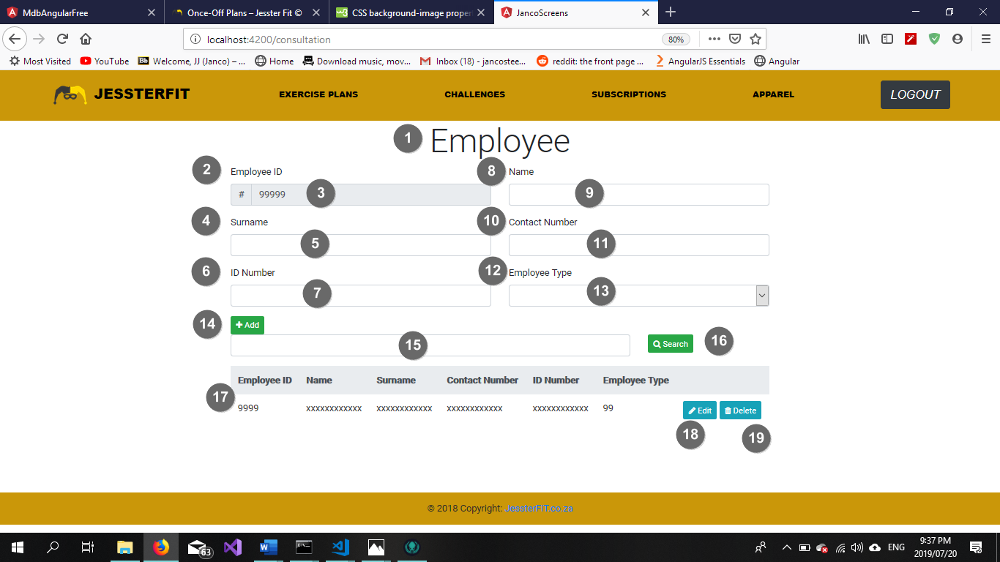 MdbAngularFree
Once-Off Plans – Jesster Fit ©
CSS background-image proper
JancoScreens
localhost:4200/consultation
80%
Most Visited YouTube Bb Welcome, JJ (Janco) – ... Home Download music, mov... Inbox (18) - jancostee... reddit: the front page ... AngularJS Essentials Angular
JESSTERFIT EXERCISE PLANS CHALLENGES SUBSCRIPTIONS APPAREL LOGOUT
1 Employee
2 Employee ID 8 Name
# 99999 3 9
4 Surname 10 Contact Number
5 11
6 ID Number 12 Employee Type
7 13
14 Add
15 Search 16
Employee ID Name Surname Contact Number ID Number Employee Type
17 9999 xxxxxxxxxxxx xxxxxxxxxxxx xxxxxxxxxxxx xxxxxxxxxxxx 99 Edit Delete
18 19
© 2018 Copyright: JessterFIT.co.za
63
ENG
9:37 PM
2019/07/20